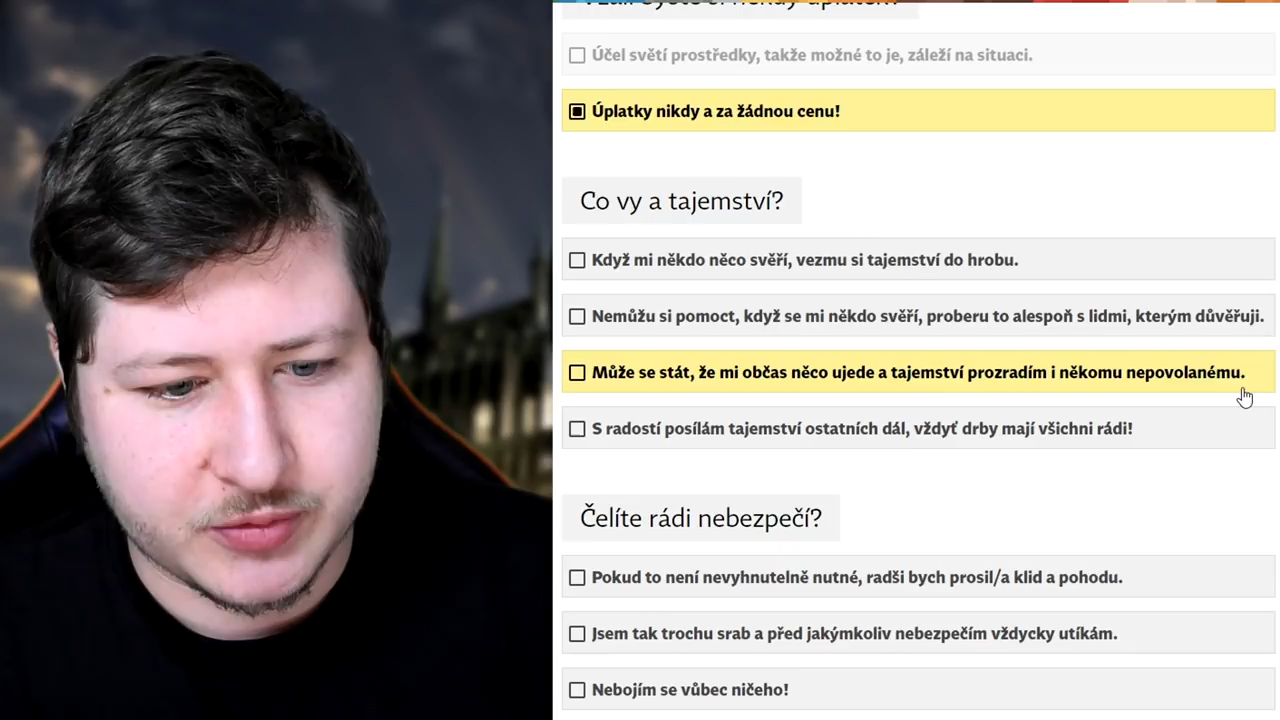 Účel světí prostředky, takže možné to je, záleží na situaci.
Úplatky nikdy a za žádnou cenu!
Co vy a tajemství?
Když mi někdo něco svěří, vezmu si tajemství do hrobu.
Nemůžu si pomoct, když se mi někdo svěří, proberu to alespoň s lidmi, kterým důvěřuji.
Může se stát, že mi občas něco ujede a tajemství prozradím i někomu nepovolanému.
S radostí posílám tajemství ostatních dál, vždyť drby mají všichni rádi!
Čelíte rádi nebezpečí?
Pokud to není nevyhnutelně nutné, radši bych prosil/a klid a pohodu.
Jsem tak trochu srab a před jakýmkoliv nebezpečím vždycky utíkám.
Nebojím se vůbec ničeho!